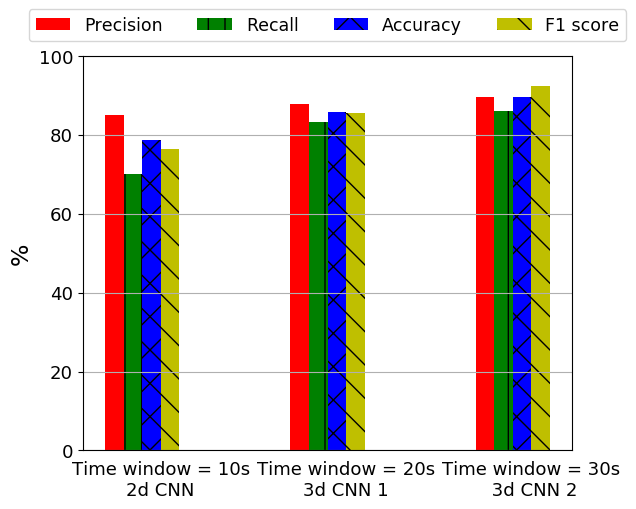 Precision Recall Accuracy F1 score
100
80
60
40
20
0
%
Time window = 10s Time window = 20s Time window = 30s
2d CNN 3d CNN 1 3d CNN 2